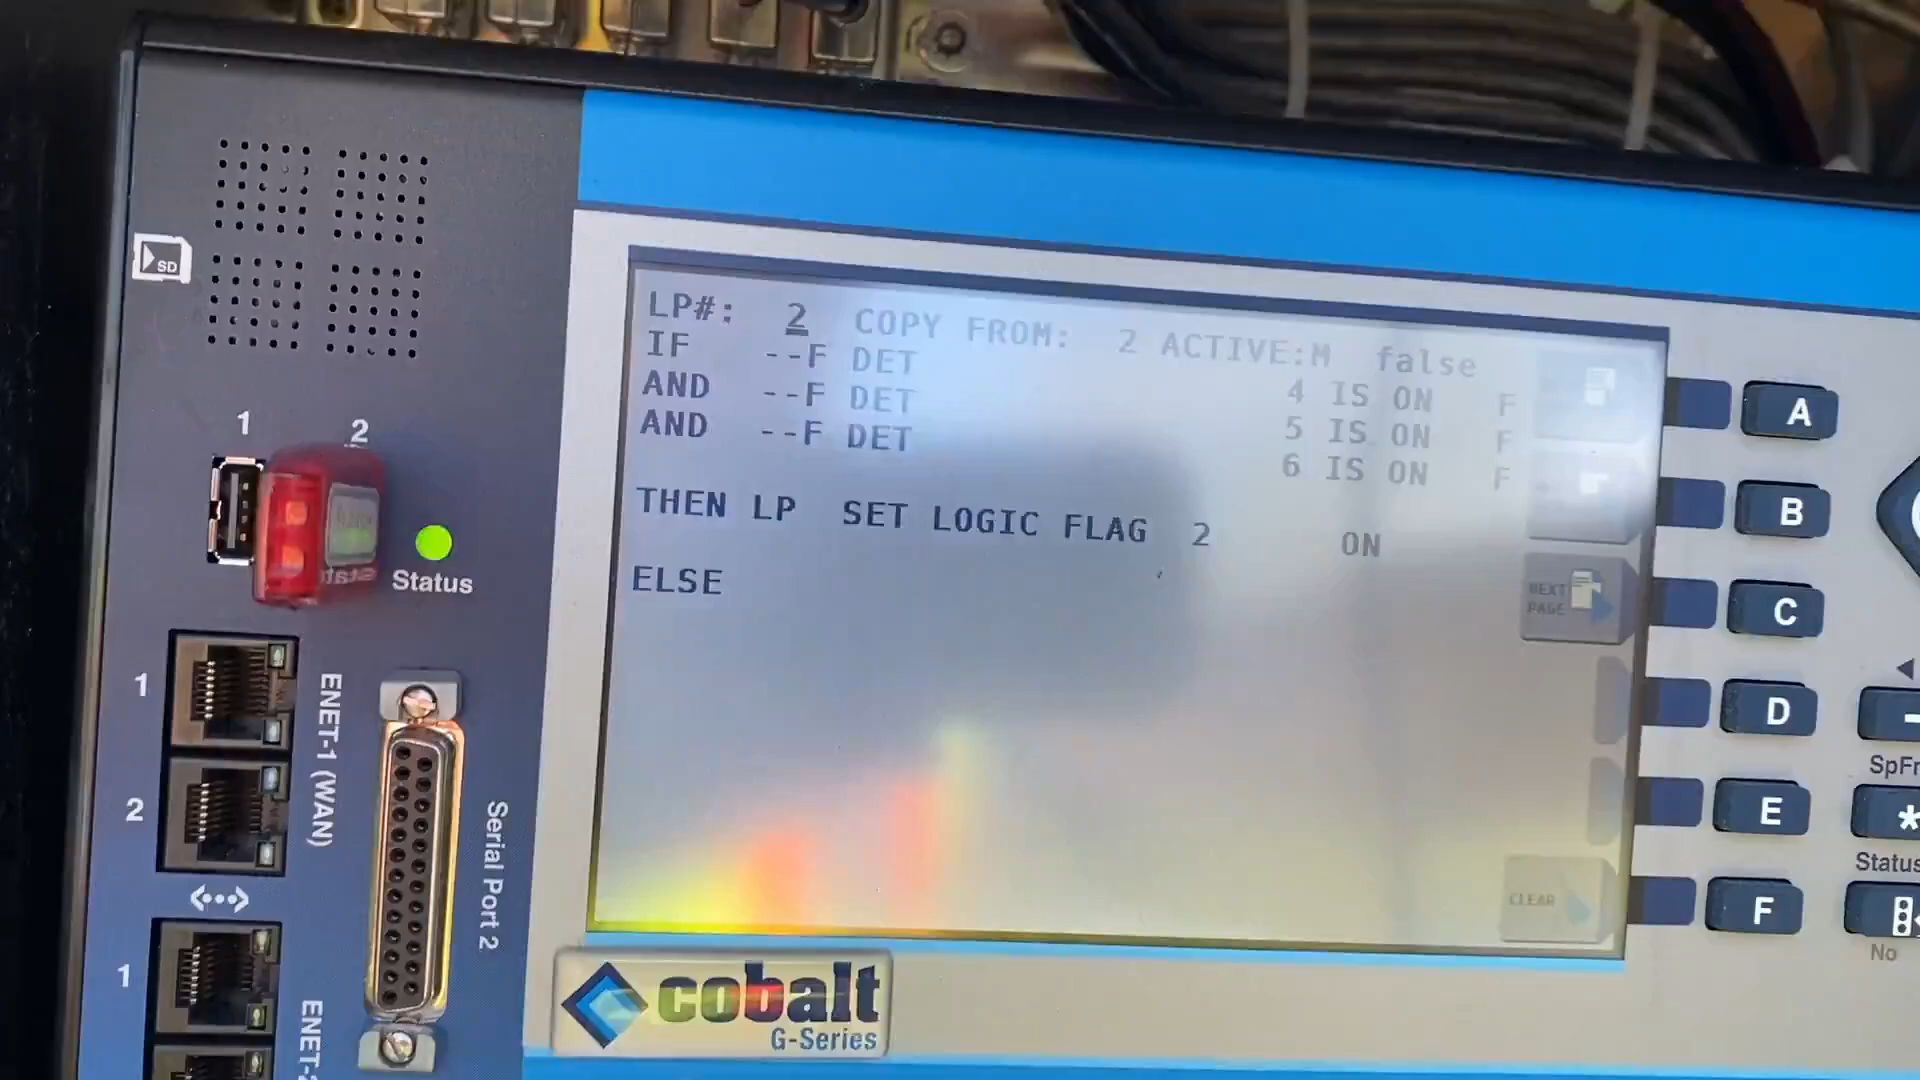 LP#: 2 COPY FROM: 2 ACTIVE:M false
IF --F DET 4 IS ON F
AND --F DET 5 IS ON F
AND --F DET 6 IS ON F
THEN LP SET LOGIC FLAG 2 ON
ELSE
NEXT PAGE
CLEAR
A
B
C
D
E
F
SpFr
*
Status
No
SD
1 2
Status
1
2
ENET-1 (WAN)
<···>
1
ENET-2
Serial Port 2
cobalt
G-Series